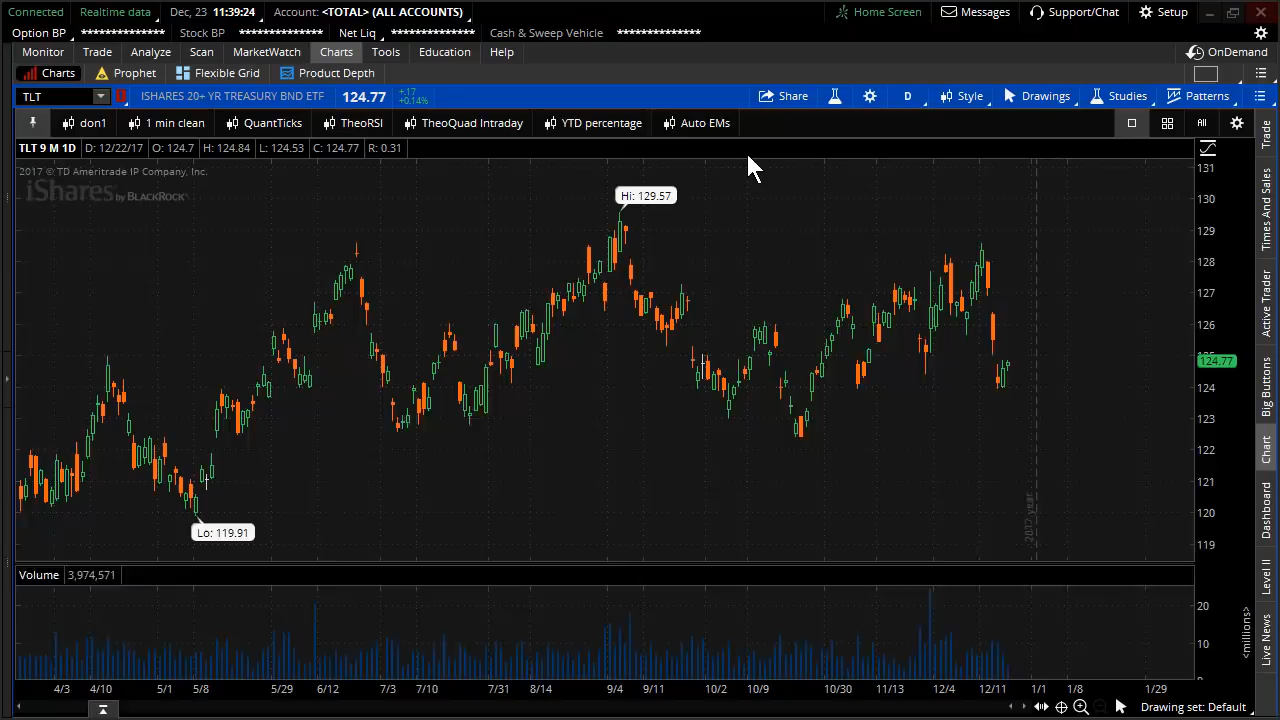 Connected Realtime data Dec, 23 11:39:24 Account: <TOTAL> (ALL ACCOUNTS) Home Screen Messages Support/Chat Setup
Option BP ************** Stock BP ************** Net Liq ************** Cash & Sweep Vehicle **************
Monitor Trade Analyze Scan MarketWatch Charts Tools Education Help OnDemand
Charts Prophet Flexible Grid Product Depth
TLT ISHARES 20+ YR TREASURY BND ETF 124.77 +.17 +0.14% Share D Style Drawings Studies Patterns
don1 1 min clean QuantTicks TheoRSI TheoQuad Intraday YTD percentage Auto EMs All
TLT 9 M 1D D: 12/22/17 O: 124.7 H: 124.84 L: 124.53 C: 124.77 R: 0.31
2017 © TD Ameritrade IP Company, Inc.
iShares by BLACKROCK
Hi: 129.57
Lo: 119.91
131
130
129
128
127
126
124.77
124
123
122
121
120
119
2017 year
Volume 3,974,571
20
10
<millions>
4/3 4/10 5/1 5/8 5/29 6/12 7/3 7/10 7/31 8/14 9/4 9/11 10/2 10/9 10/30 11/13 12/4 12/11 1/1 1/8 1/29
Drawing set: Default
Trade
Times And Sales
Active Trader
Big Buttons
Chart
Dashboard
Level II
Live News